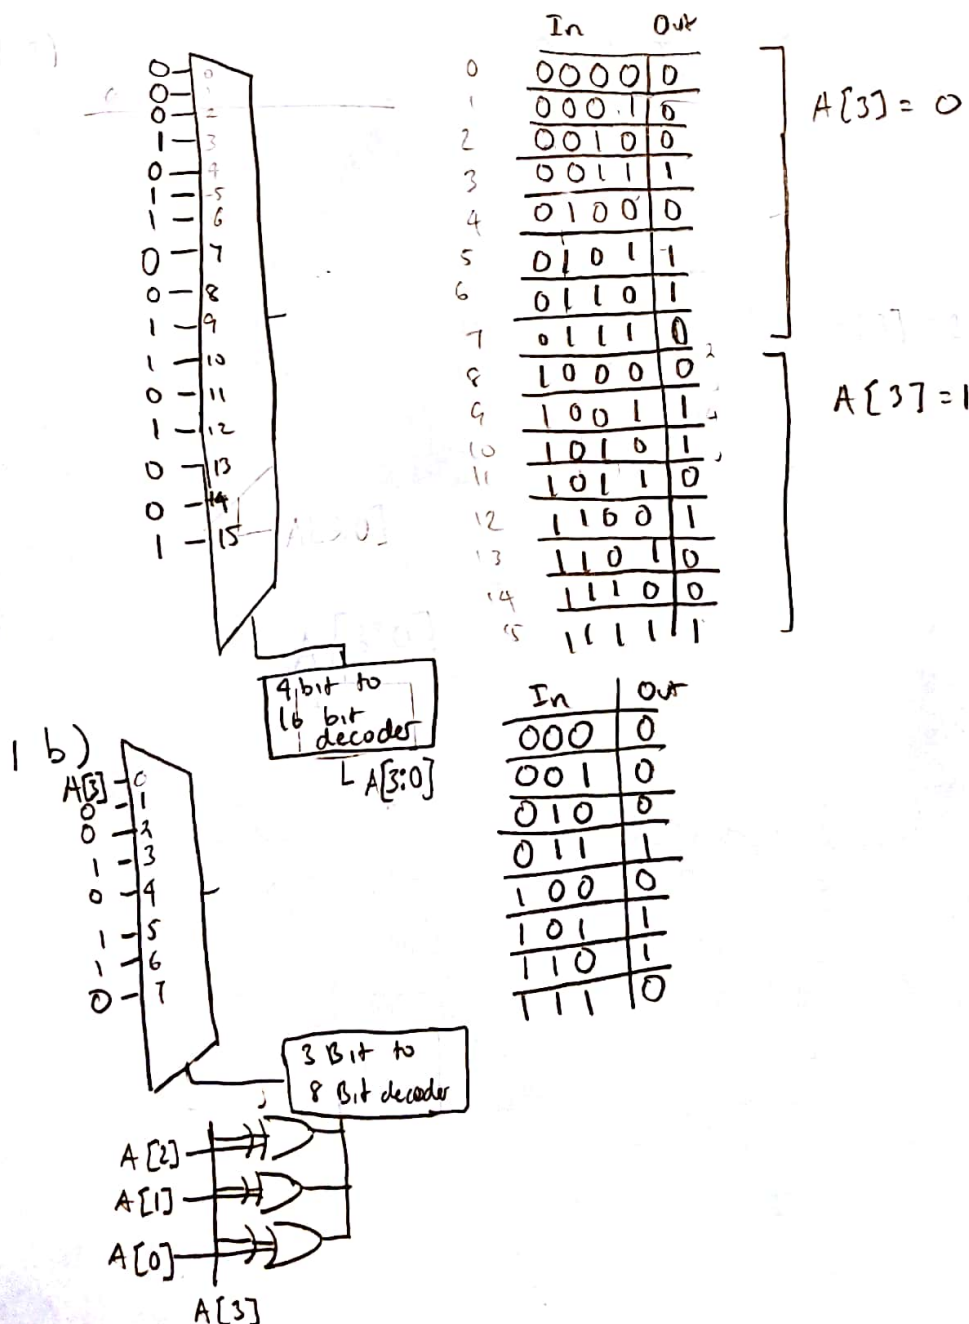 In Out
0 0 0 0000 0
0 1 1 0001 0
0 2 2 0010 0
1 3 3 0011 1
0 4 4 0100 0
1 5 5 0101 1
1 6 6 0110 1
0 7 7 0111 0
A[3] = 0
0 8 8 1000 0
1 9 9 1001 1
1 10 10 1010 1
0 11 11 1011 0
1 12 12 1100 1
0 13 13 1101 0
0 14 14 1110 0
1 15 15 1111 1
A[3] = 1
4 bit to
16 bit
decoder
A[3:0]
1 b)
A[3] 0
0 1
0 2
1 3
0 4
1 5
1 6
0 7
In Out
000 0
001 0
010 0
011 1
100 0
101 1
110 1
111 0
3 Bit to
8 Bit decoder
A[2]
A[1]
A[0]
A[3]